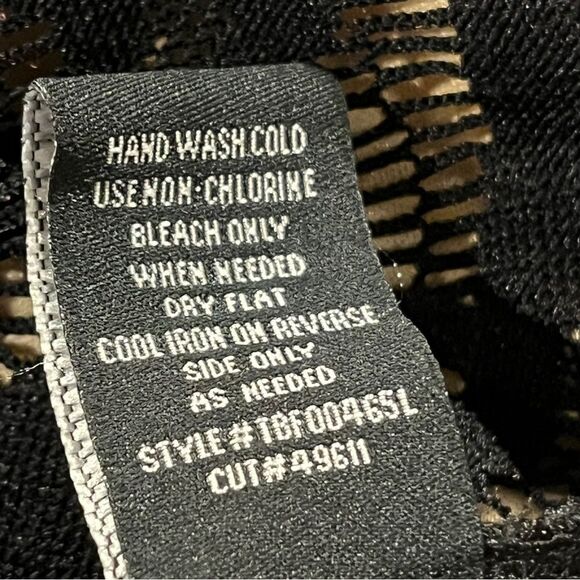 HAND WASH COLD
USE NON-CHLORINE
BLEACH ONLY
WHEN NEEDED
DRY FLAT
COOL IRON ON REVERSE
SIDE ONLY
AS NEEDED
STYLE#TBF0046SL
CUT#49611